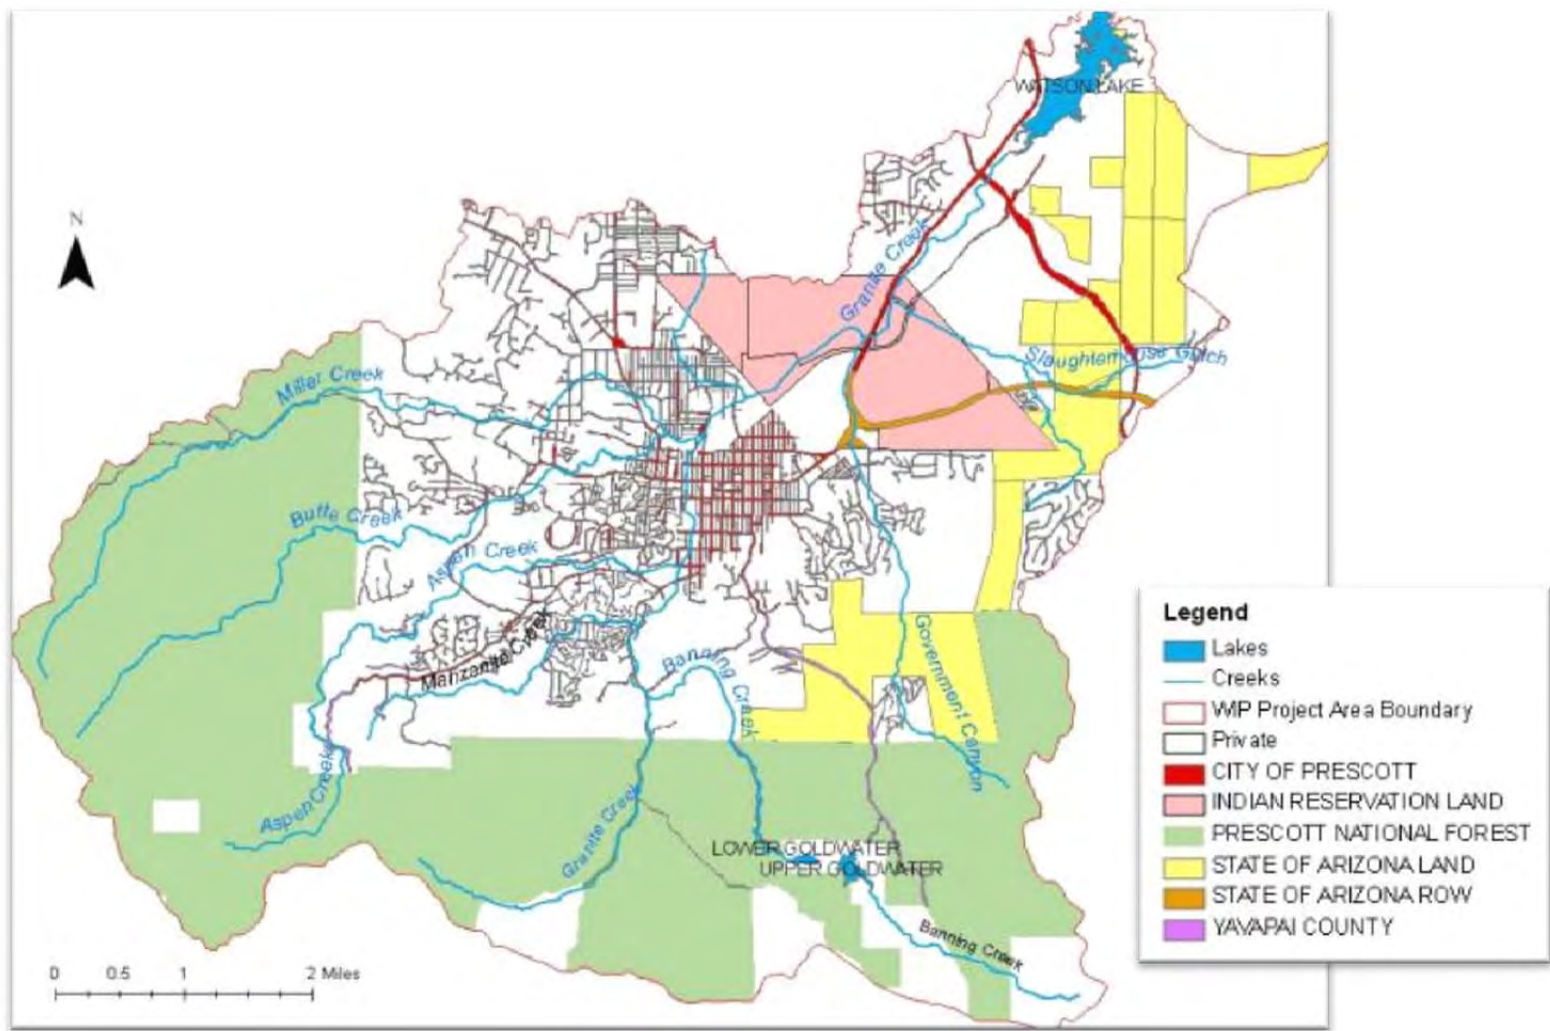 WATSON LAKE
N
Granite Creek
Slaughterhouse Gulch
Miller Creek
Butte Creek
Aspen Creek
Manzanita Creek
Banning Creek
Government Canyon
Aspen Creek
Granite Creek
LOWER GOLDWATER
UPPER GOLDWATER
Banning Creek
0 0.5 1 2 Miles
Legend
Lakes
Creeks
WIP Project Area Boundary
Private
CITY OF PRESCOTT
INDIAN RESERVATION LAND
PRESCOTT NATIONAL FOREST
STATE OF ARIZONA LAND
STATE OF ARIZONA ROW
YAVAPAI COUNTY